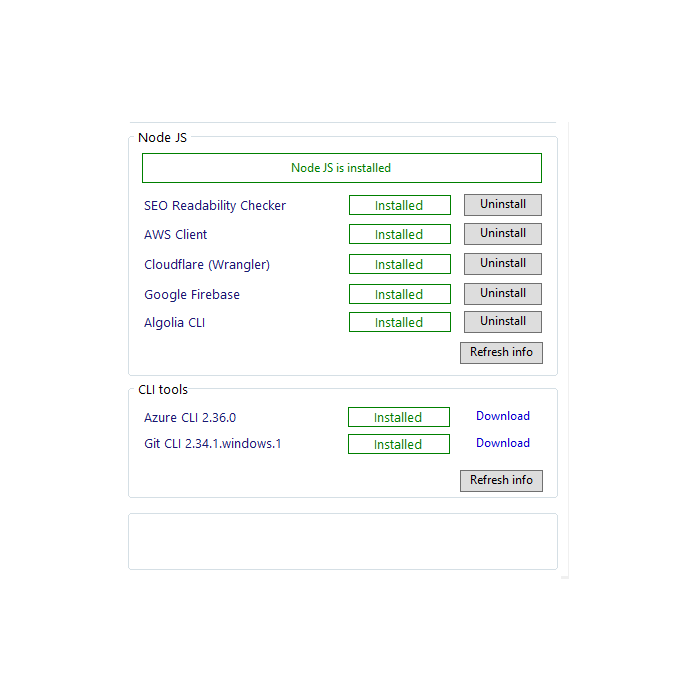 Node JS
Node JS is installed
SEO Readability Checker Installed Uninstall
AWS Client Installed Uninstall
Cloudflare (Wrangler) Installed Uninstall
Google Firebase Installed Uninstall
Algolia CLI Installed Uninstall
Refresh info
CLI tools
Azure CLI 2.36.0 Installed Download
Git CLI 2.34.1.windows.1 Installed Download
Refresh info